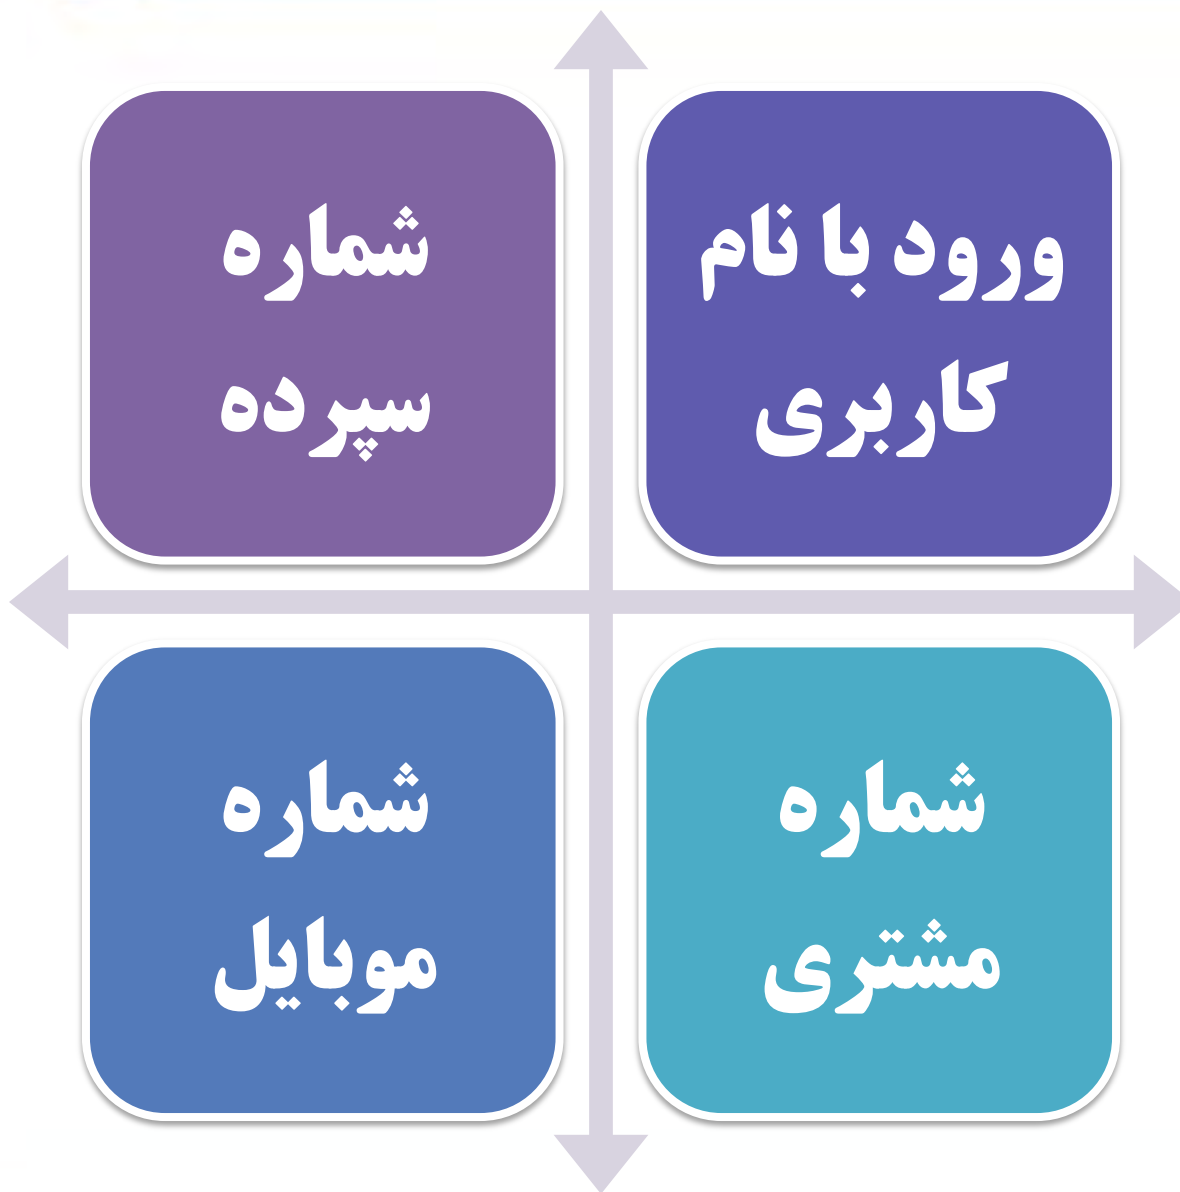 ورود با نام
کاربری
شماره
سپرده
شماره
مشتری
شماره
موبایل